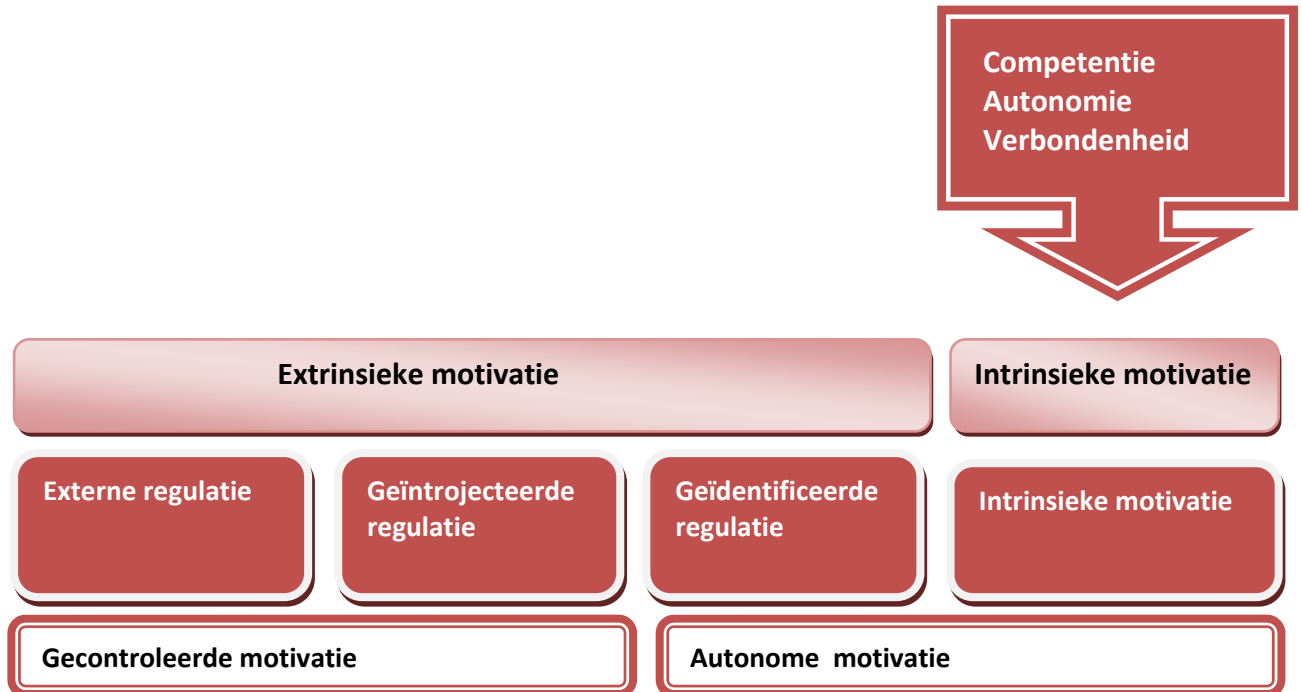 Competentie
Autonomie
Verbondenheid
Extrinsieke motivatie
Intrinsieke motivatie
Externe regulatie
Geïntrojecteerde
regulatie
Geïdentificeerde
regulatie
Intrinsieke motivatie
Gecontroleerde motivatie
Autonome motivatie